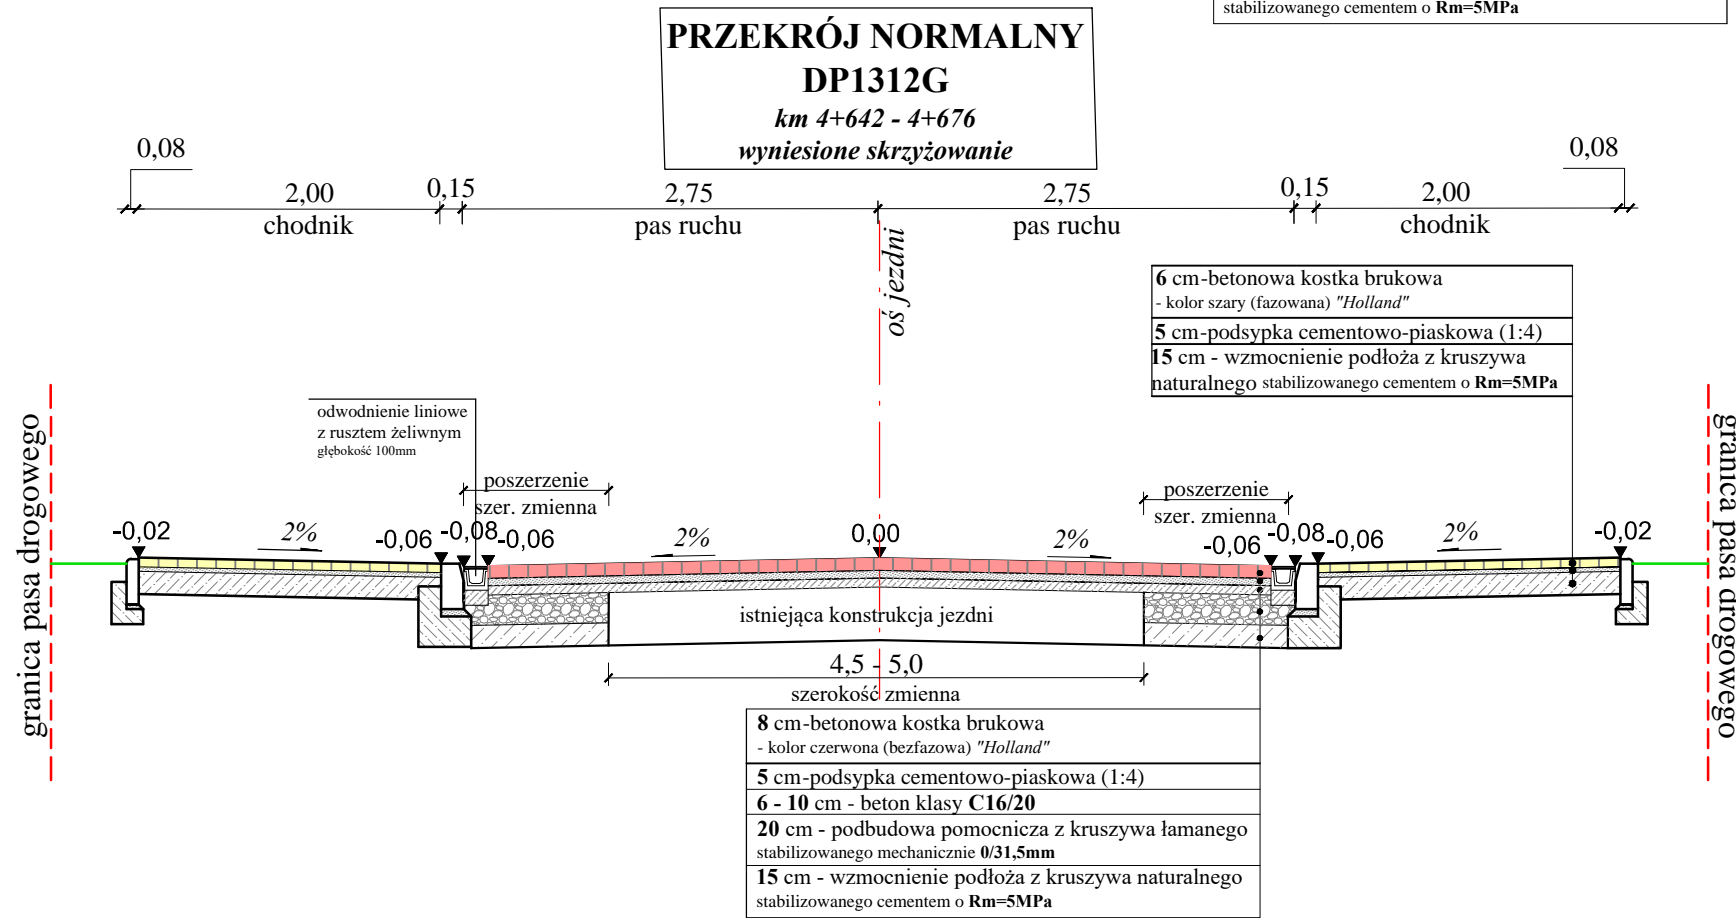 stabilizowanego cementem o Rm=5MPa
PRZEKRÓJ NORMALNY
DP1312G
km 4+642 - 4+676
wyniesione skrzyżowanie
0,08
0,08
2,00
0,15
2,75
2,75
0,15
2,00
chodnik
pas ruchu
pas ruchu
chodnik
oś jezdni
6 cm-betonowa kostka brukowa
- kolor szary (fazowana) "Holland"
5 cm-podsypka cementowo-piaskowa (1:4)
15 cm - wzmocnienie podłoża z kruszywa
naturalnego stabilizowanego cementem o Rm=5MPa
odwodnienie liniowe
z rusztem żeliwnym
głębokość 100mm
granica pasa drogowego
granica pasa drogowego
poszerzenie
szer. zmienna
poszerzenie
szer. zmienna
-0,02
2%
-0,06
-0,08
-0,06
2%
0,00
2%
-0,06
-0,08
-0,06
2%
-0,02
istniejąca konstrukcja jezdni
4,5 - 5,0
szerokość zmienna
8 cm-betonowa kostka brukowa
- kolor czerwona (bezfazowa) "Holland"
5 cm-podsypka cementowo-piaskowa (1:4)
6 - 10 cm - beton klasy C16/20
20 cm - podbudowa pomocnicza z kruszywa łamanego
stabilizowanego mechanicznie 0/31,5mm
15 cm - wzmocnienie podłoża z kruszywa naturalnego
stabilizowanego cementem o Rm=5MPa